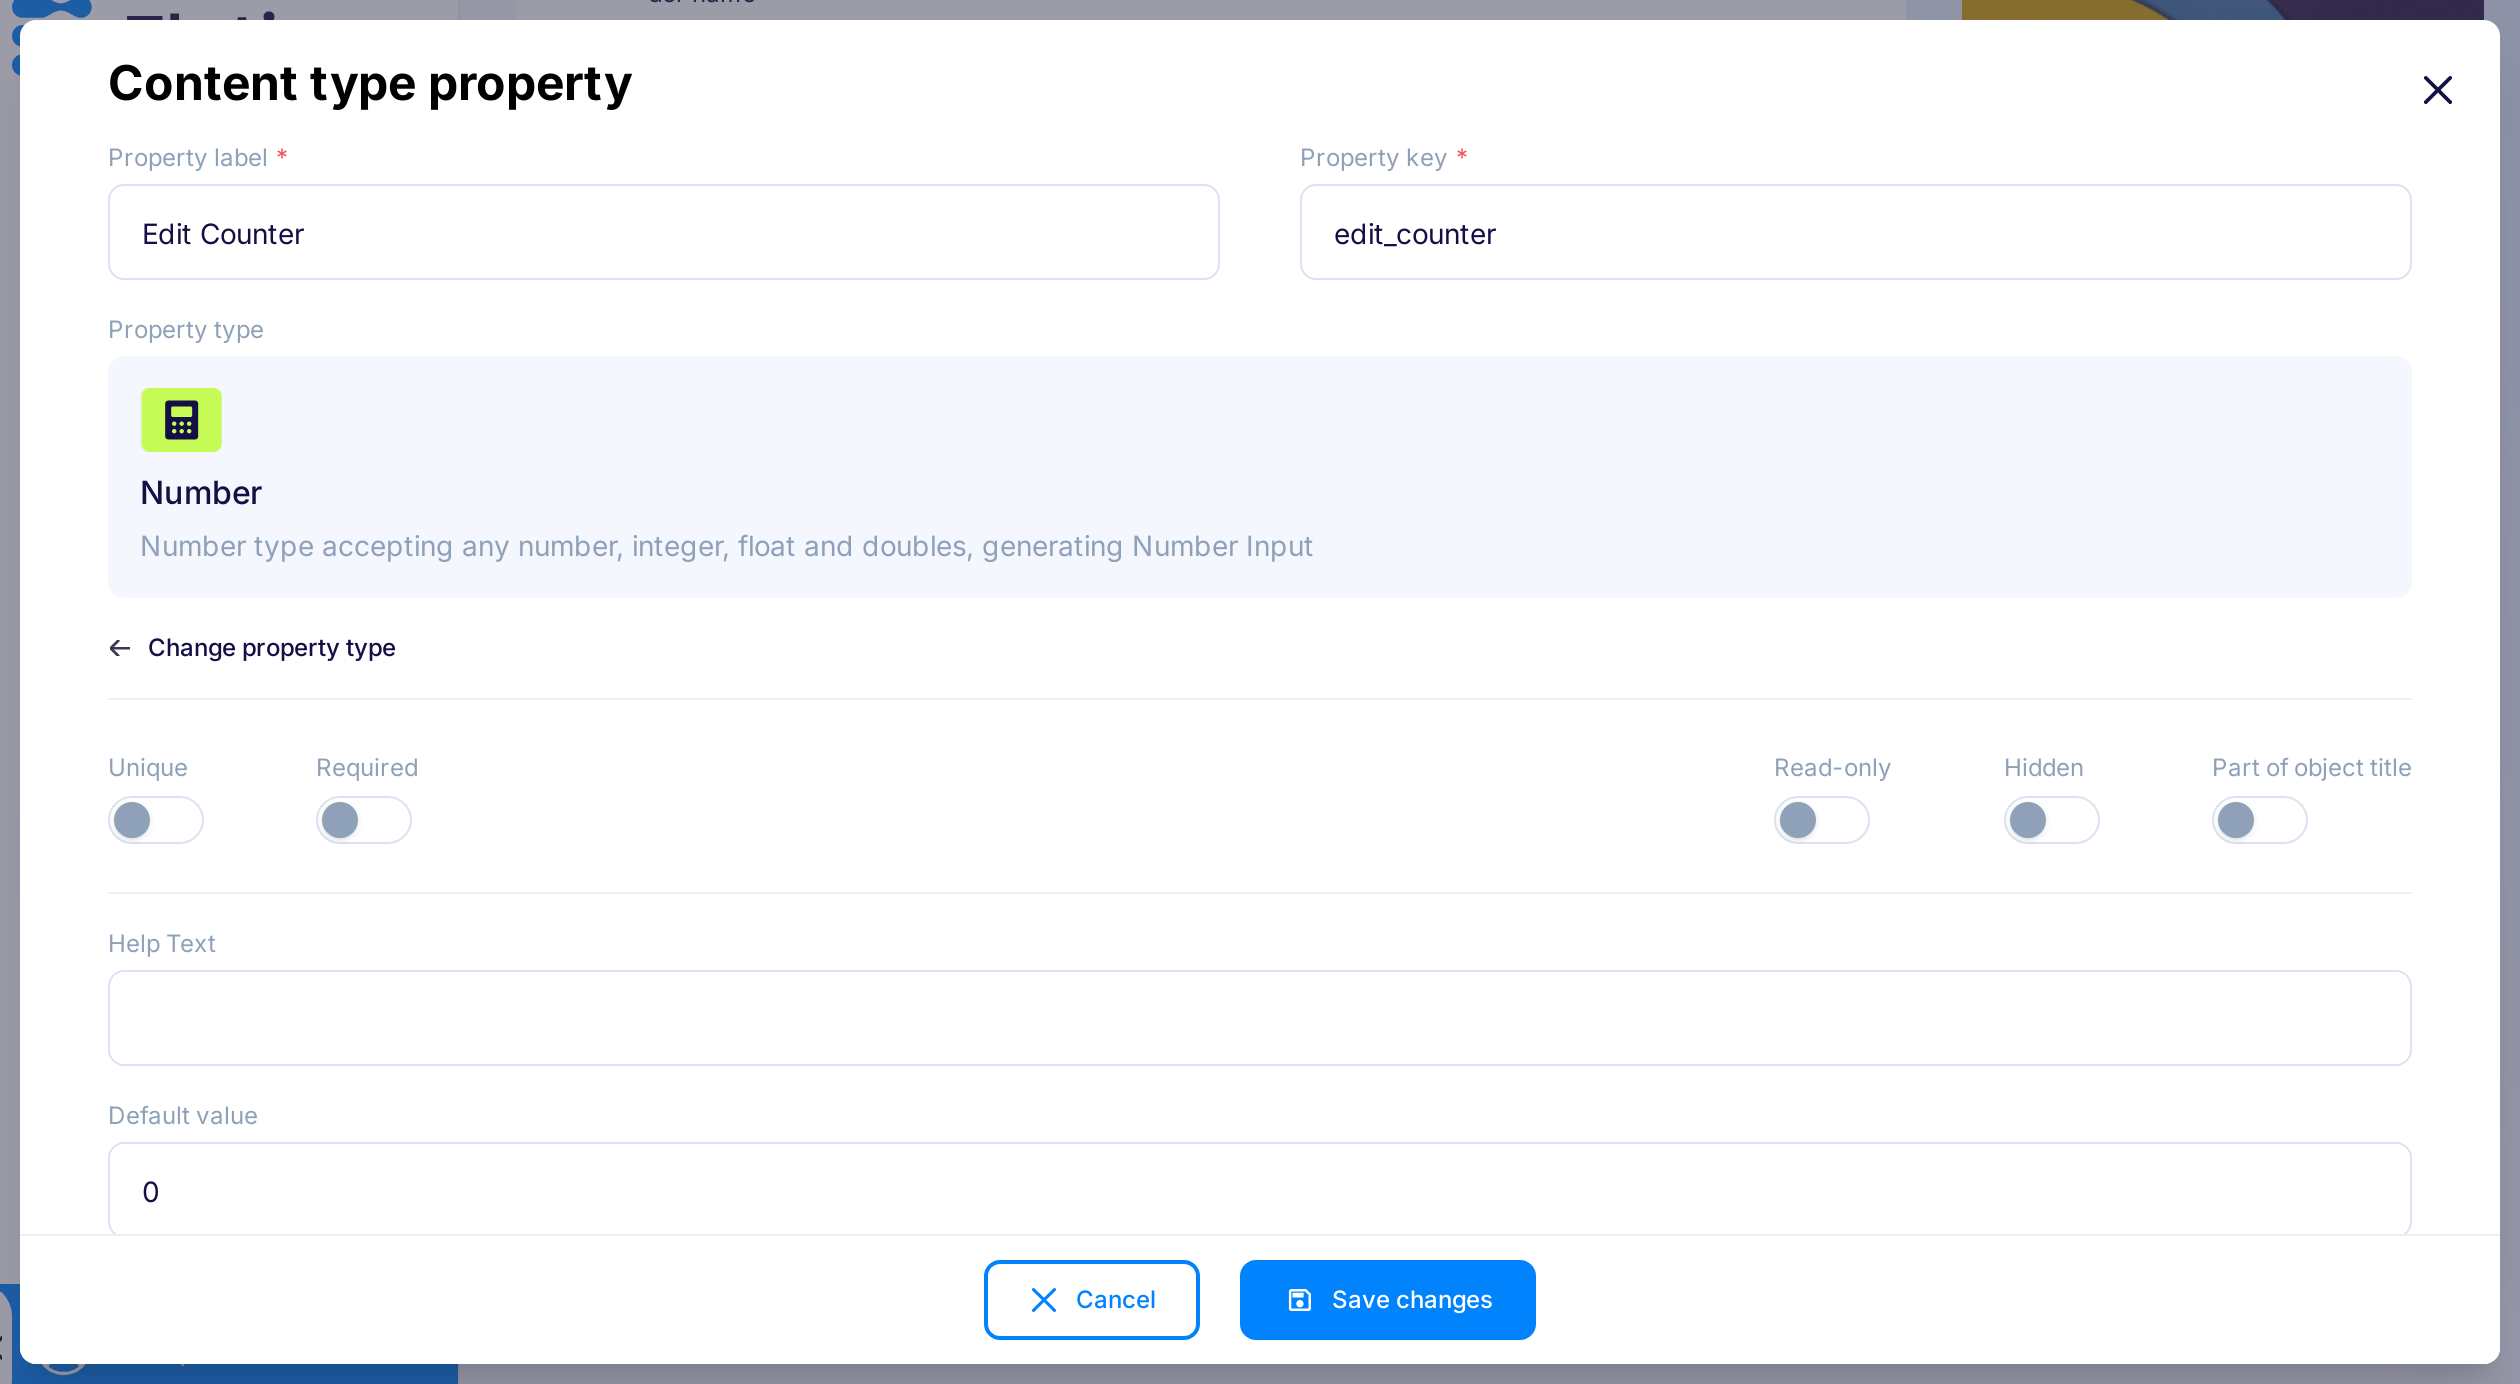 Content type property
Property label *
Property key *
Edit Counter
edit_counter
Property type
Number
Number type accepting any number, integer, float and doubles, generating Number Input
Change property type
Unique
Required
Read-only
Hidden
Part of object title
Help Text
Default value
0
Cancel
Save changes